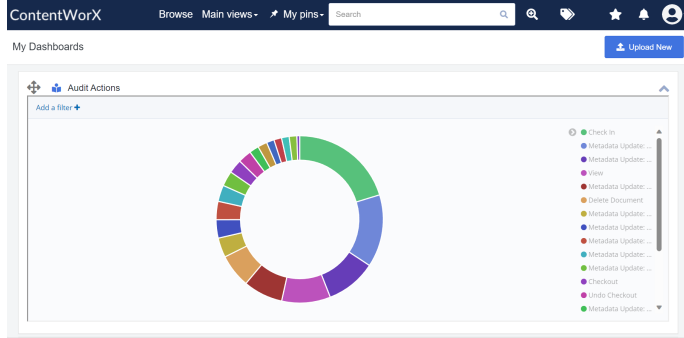 ContentWorX Browse Main views My pins Search
My Dashboards Upload New
Audit Actions
Add a filter +
Check In
Metadata Update: ...
Metadata Update: ...
View
Metadata Update: ...
Delete Document
Metadata Update: ...
Metadata Update: ...
Metadata Update: ...
Metadata Update: ...
Metadata Update: ...
Checkout
Undo Checkout
Metadata Update: ...